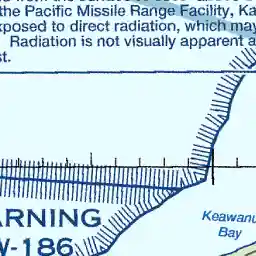 the Pacific Missile Range Facility, Ka
xposed to direct radiation, which may
Radiation is not visually apparent a
st.
ARNING
W-186
Keawanu
Bay